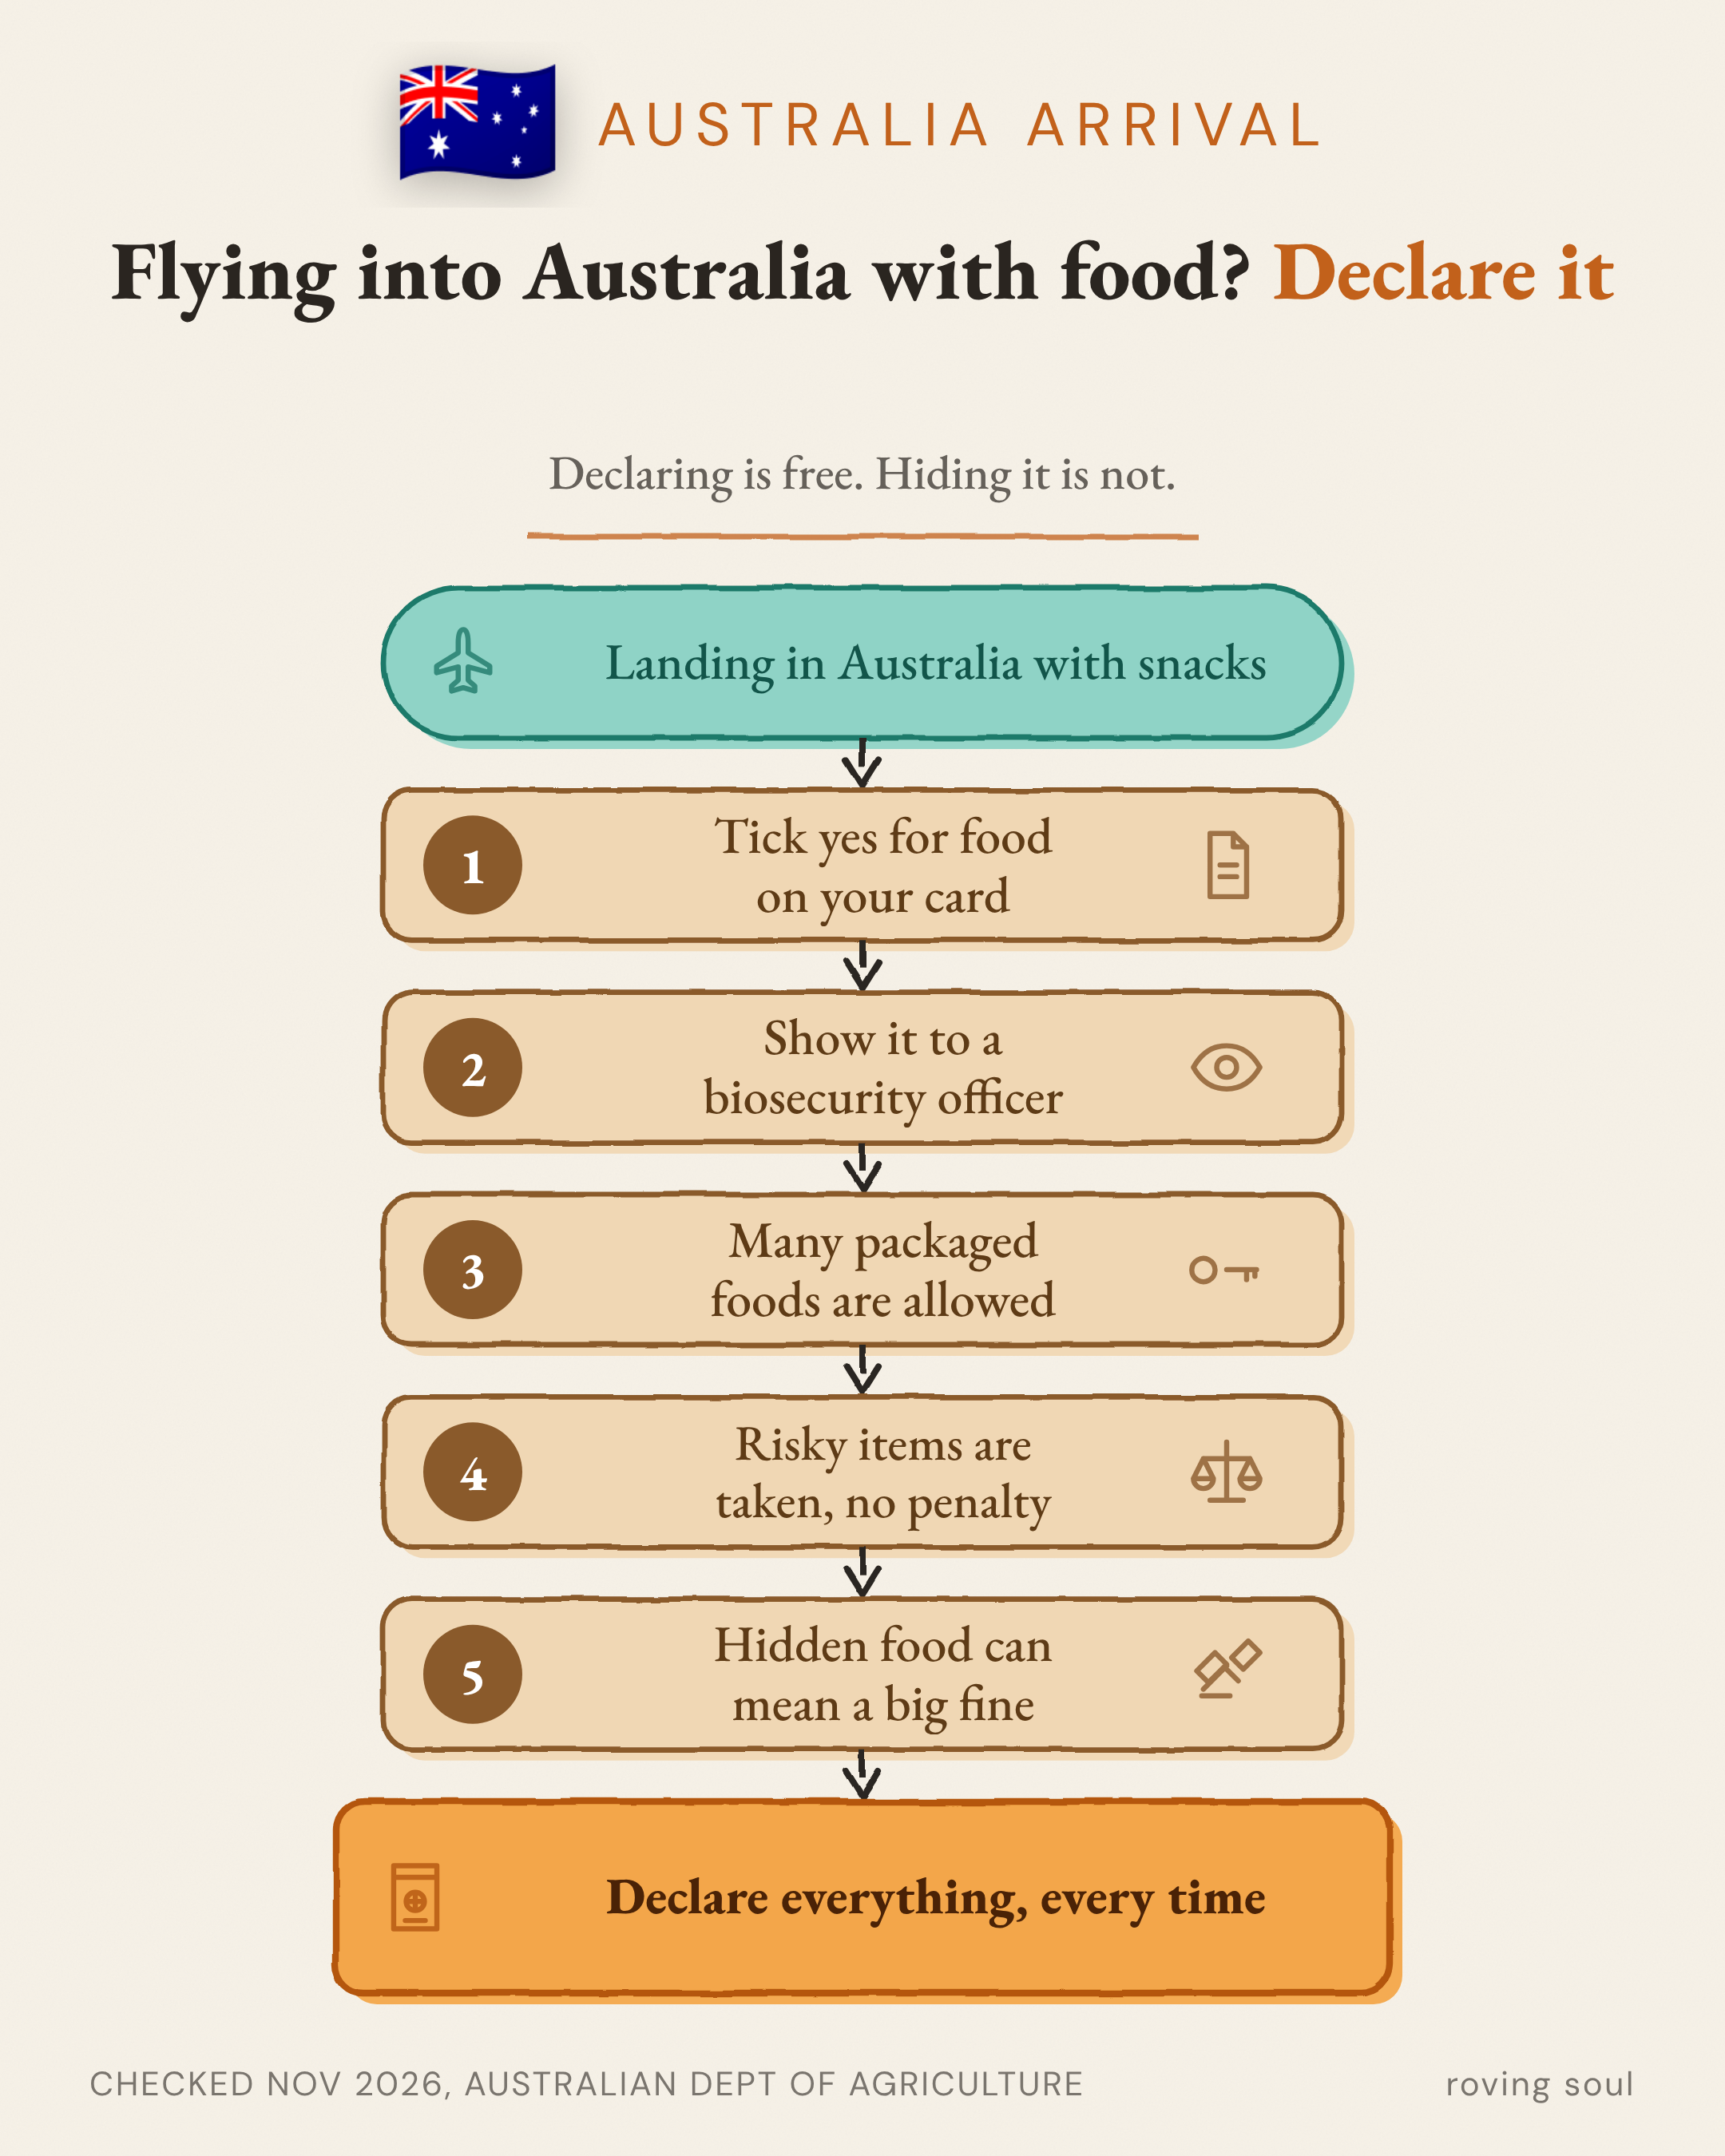 AUSTRALIA ARRIVAL
Flying into Australia with food? Declare it
Declaring is free. Hiding it is not.
Landing in Australia with snacks
1
Tick yes for food
on your card
2
Show it to a
biosecurity officer
3
Many packaged
foods are allowed
4
Risky items are
taken, no penalty
5
Hidden food can
mean a big fine
Declare everything, every time
CHECKED NOV 2026, AUSTRALIAN DEPT OF AGRICULTURE
roving soul